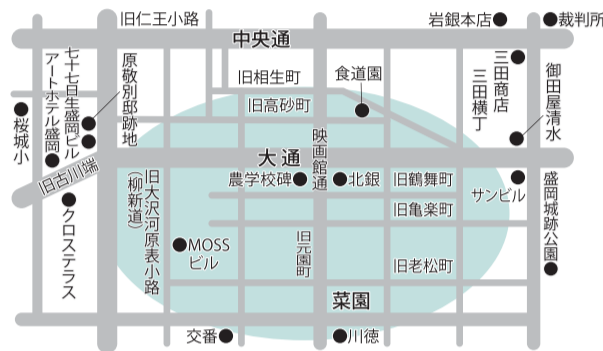 旧仁王小路
岩銀本店
裁判所
中央通
七十七日生盛岡ビル
アートホテル盛岡
原敬別邸跡地
旧相生町
食道園
三田商店
三田横丁
御田屋清水
桜城小
旧高砂町
映画館通
大通
旧古川端
旧大沢河原表小路
(柳新道)
農学校碑
北銀
旧鶴舞町
サンビル
盛岡城跡公園
旧亀楽町
クロステラス
MOSS
ビル
旧元園町
旧老松町
菜園
交番
川徳